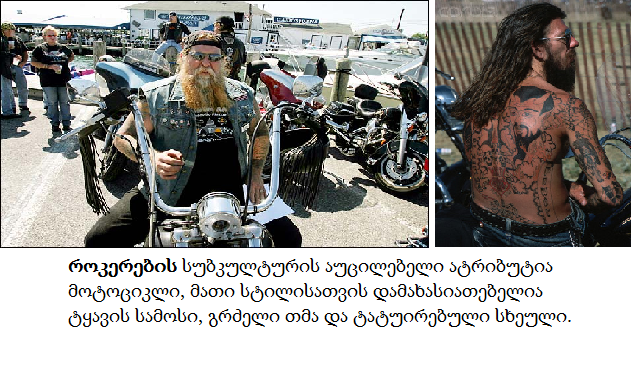 როკერების სუბკულტურის აუცილებელი ატრიბუტია
მოტოციკლი, მათი სტილისათვის დამახასიათებელია
ტყავის სამოსი, გრძელი თმა და ტატუირებული სხეული.